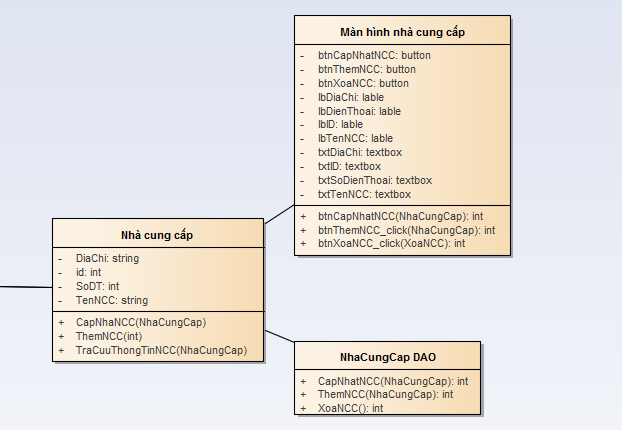 Màn hình nhà cung cấp
- btnCapNhatNCC: button
- btnThemNCC: button
- btnXoaNCC: button
- lbDiaChi: lable
- lbDienThoai: lable
- lbID: lable
- lbTenNCC: lable
- txtDiaChi: textbox
- txtID: textbox
- txtSoDienThoai: textbox
- txtTenNCC: textbox
+ btnCapNhatNCC(NhaCungCap): int
+ btnThemNCC_click(NhaCungCap): int
+ btnXoaNCC_click(XoaNCC): int
Nhà cung cấp
- DiaChi: string
- id: int
- SoDT: int
- TenNCC: string
+ CapNhaNCC(NhaCungCap)
+ ThemNCC(int)
+ TraCuuThongTinNCC(NhaCungCap)
NhaCungCap DAO
+ CapNhatNCC(NhaCungCap): int
+ ThemNCC(NhaCungCap): int
+ XoaNCC(): int